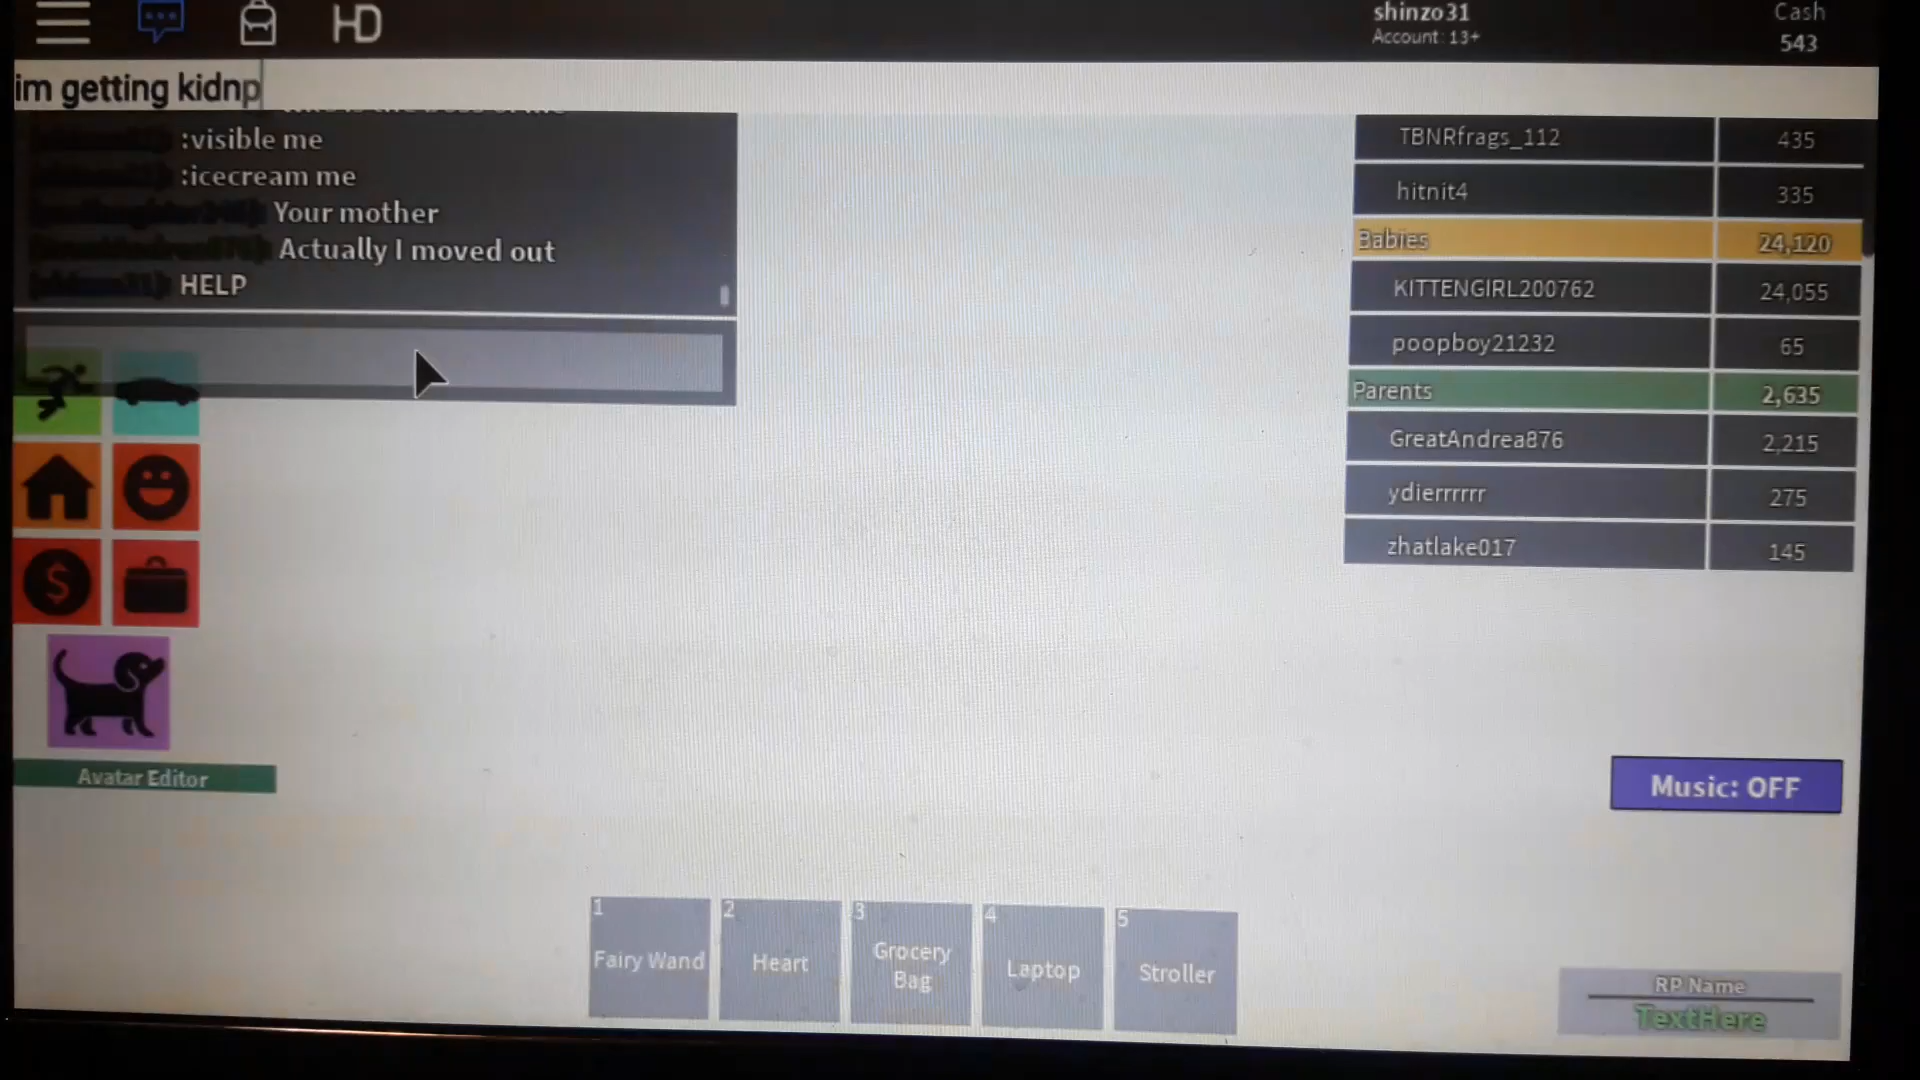 HD
shinzo31
Account: 13+
Cash
543
im getting kidnp
:visible me
:icecream me
Your mother
Actually I moved out
HELP
TBNRfrags_112 435
hitnit4 335
Babies 24,120
KITTENGIRL200762 24,055
poopboy21232 65
Parents 2,635
GreatAndrea876 2,215
ydierrrrrr 275
zhatlake017 145
$
Avatar Editor
Music: OFF
1 2 3 4 5
Fairy Wand
Heart
Grocery
Bag
Laptop
Stroller
RP Name
TextHere